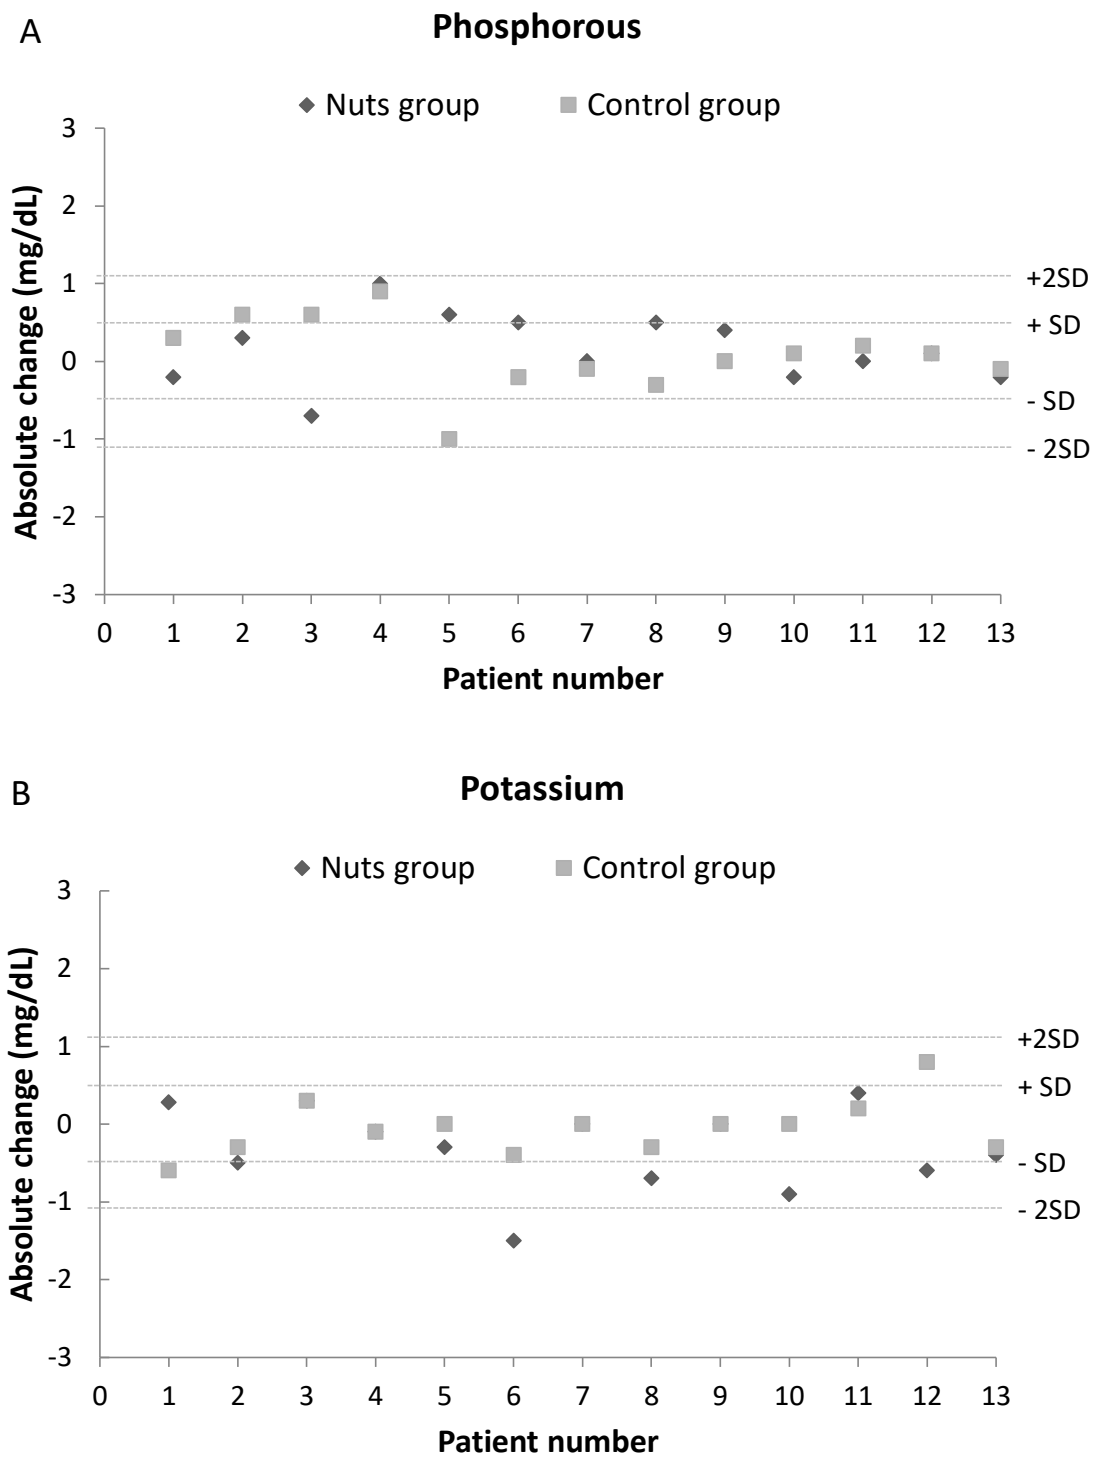 A
Phosphorous
Nuts group Control group
Absolute change (mg/dL)
3
2
1
0
-1
-2
-3
+2SD
+ SD
- SD
- 2SD
0 1 2 3 4 5 6 7 8 9 10 11 12 13
Patient number
B
Potassium
Nuts group Control group
Absolute change (mg/dL)
3
2
1
0
-1
-2
-3
+2SD
+ SD
- SD
- 2SD
0 1 2 3 4 5 6 7 8 9 10 11 12 13
Patient number